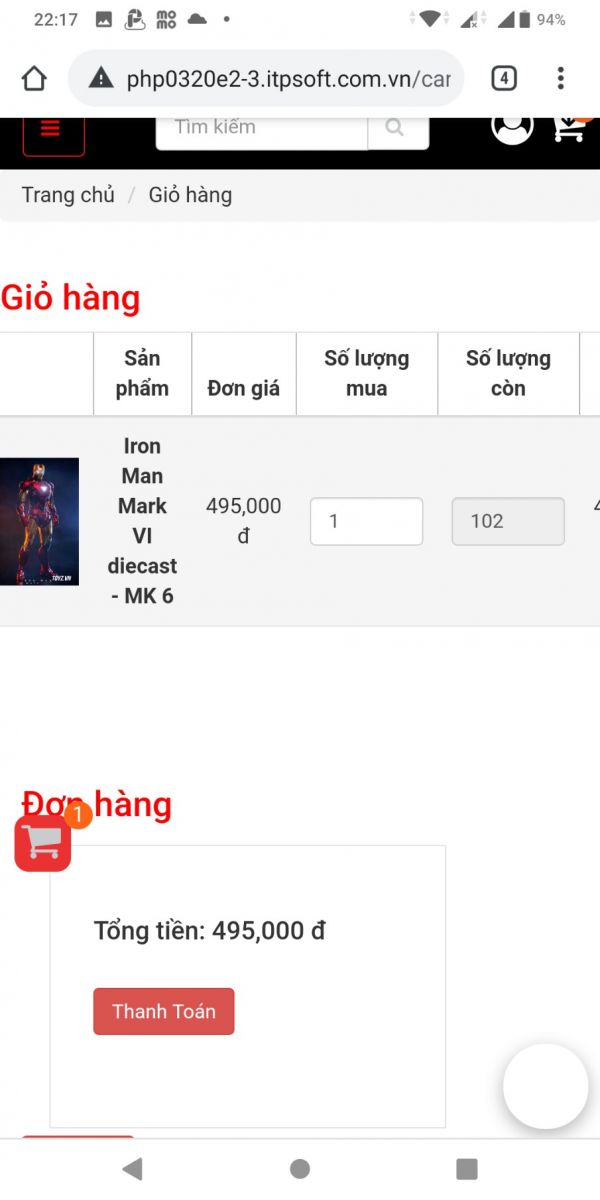 22:17 94%
php0320e2-3.itpsoft.com.vn/car 4
Tìm kiếm
Trang chủ / Giỏ hàng
Giỏ hàng
Sản phẩm
Đơn giá
Số lượng mua
Số lượng còn
Iron
Man
Mark
VI
diecast
- MK 6
495,000
đ
1
102
TOYZ.VN
Đơn hàng
1
Tổng tiền: 495,000 đ
Thanh Toán